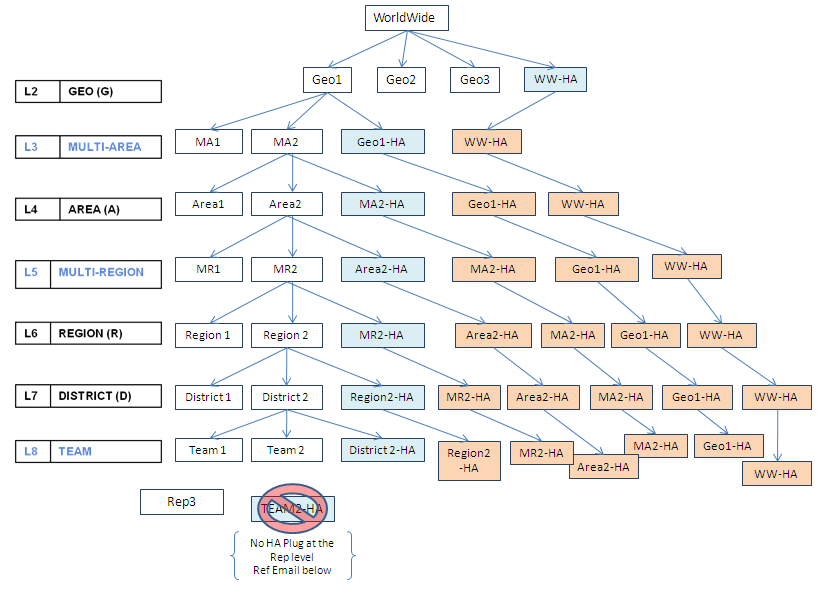 WorldWide
Geo1 Geo2 Geo3 WW-HA
L2 GEO (G)
L3 MULTI-AREA MA1 MA2 Geo1-HA WW-HA
L4 AREA (A) Area1 Area2 MA2-HA Geo1-HA WW-HA
L5 MULTI-REGION MR1 MR2 Area2-HA MA2-HA Geo1-HA WW-HA
L6 REGION (R) Region 1 Region 2 MR2-HA Area2-HA MA2-HA Geo1-HA WW-HA
L7 DISTRICT (D) District 1 District 2 Region2-HA MR2-HA Area2-HA MA2-HA Geo1-HA WW-HA
L8 TEAM Team 1 Team 2 District 2-HA Region2
-HA MR2-HA Area2-HA MA2-HA Geo1-HA WW-HA
Rep3 TEAM2-HA
No HA Plug at the
Rep level
Ref Email below